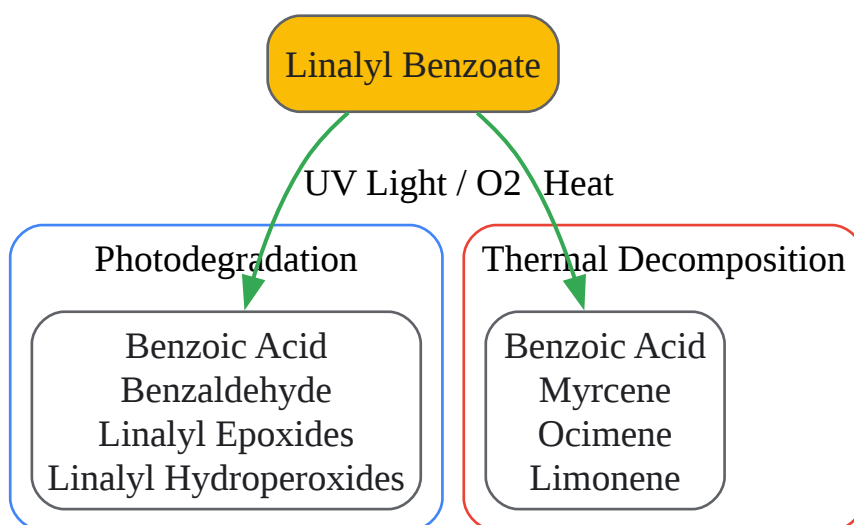 Linalyl Benzoate
UV Light / O2
Heat
Photodegradation
Benzoic Acid
Benzaldehyde
Linalyl Epoxides
Linalyl Hydroperoxides
Thermal Decomposition
Benzoic Acid
Myrcene
Ocimene
Limonene